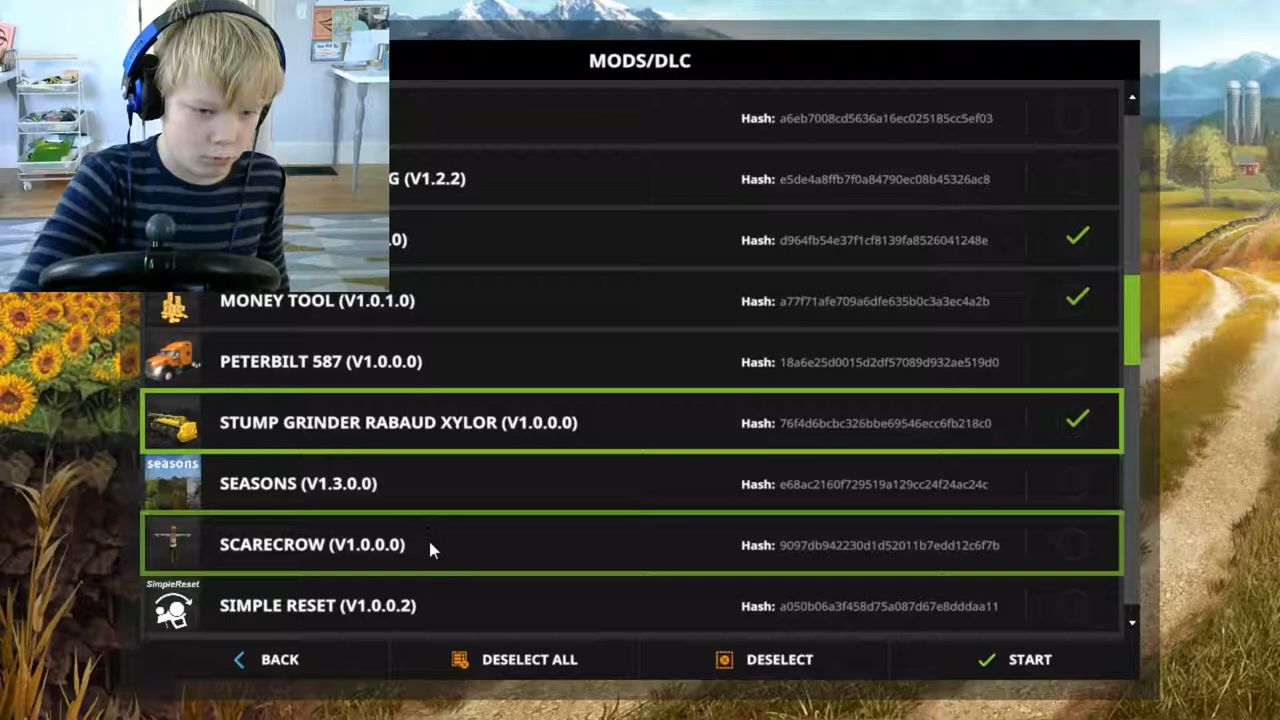 MODS/DLC
Hash: a6eb7008cd5636a16ec025185cc5ef03
G (V1.2.2)
Hash: e5de4a8ffb7f0a84790ec08b45326ac8
.0)
Hash: d964fb54e37f1cf8139fa8526041248e
MONEY TOOL (V1.0.1.0)
Hash: a77f71afe709a6dfe635b0c3a3ec4a2b
PETERBILT 587 (V1.0.0.0)
Hash: 18a6e25d0015d2df57089d932ae519d0
STUMP GRINDER RABAUD XYLOR (V1.0.0.0)
Hash: 76f4d6bcbc326bbe69546ecc6fb218c0
seasons
SEASONS (V1.3.0.0)
Hash: e68ac2160f729519a129cc24f24ac24c
SCARECROW (V1.0.0.0)
Hash: 9097db942230d1d52011b7edd12c6f7b
SimpleReset
SIMPLE RESET (V1.0.0.2)
Hash: a050b06a3f458d75a087d67e8dddaa11
BACK
DESELECT ALL
DESELECT
START